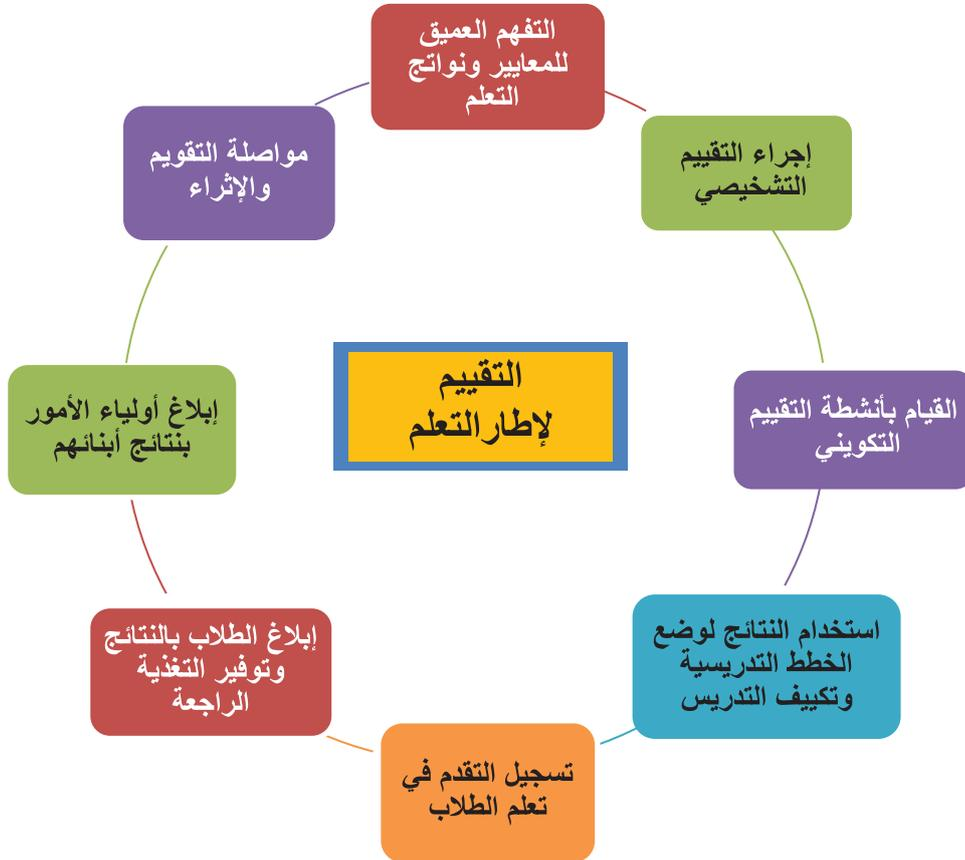 التفهم العميق
للمعايير ونواتج
التعلم
إجراء التقييم
التشخيصي
القيام بأنشطة التقييم
التكويني
استخدام النتائج لوضع
الخطط التدريسية
وتكييف التدريس
تسجيل التقدم في
تعلم الطلاب
إبلاغ الطلاب بالنتائج
وتوفير التغذية
الراجعة
إبلاغ أولياء الأمور
بنتائج أبنائهم
مواصلة التقويم
والإثراء
التقييم
لإطارالتعلم